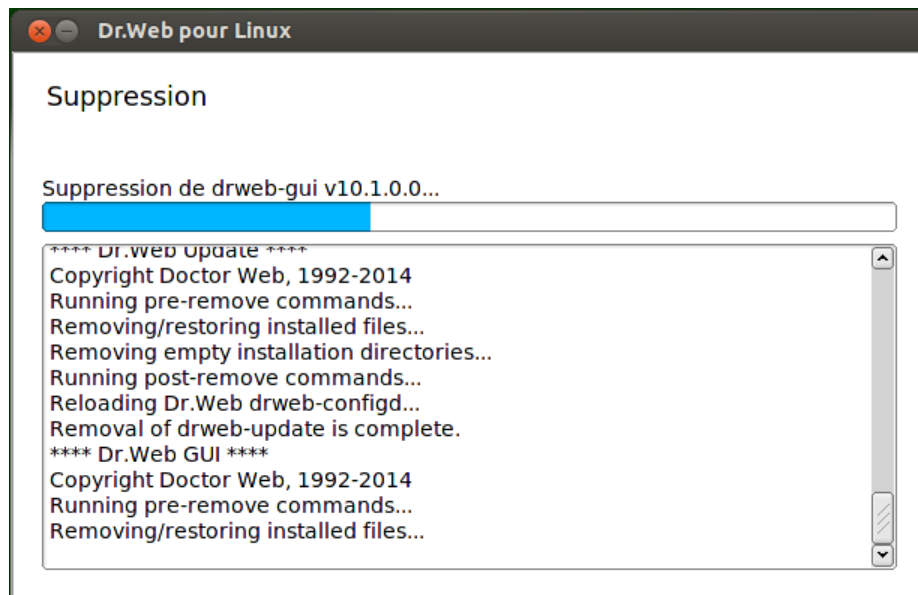 Dr.Web pour Linux
Suppression
Suppression de drweb-gui v10.1.0.0...
**** Dr.Web Update ****
Copyright Doctor Web, 1992-2014
Running pre-remove commands...
Removing/restoring installed files...
Removing empty installation directories...
Running post-remove commands...
Reloading Dr.Web drweb-configd...
Removal of drweb-update is complete.
**** Dr.Web GUI ****
Copyright Doctor Web, 1992-2014
Running pre-remove commands...
Removing/restoring installed files...